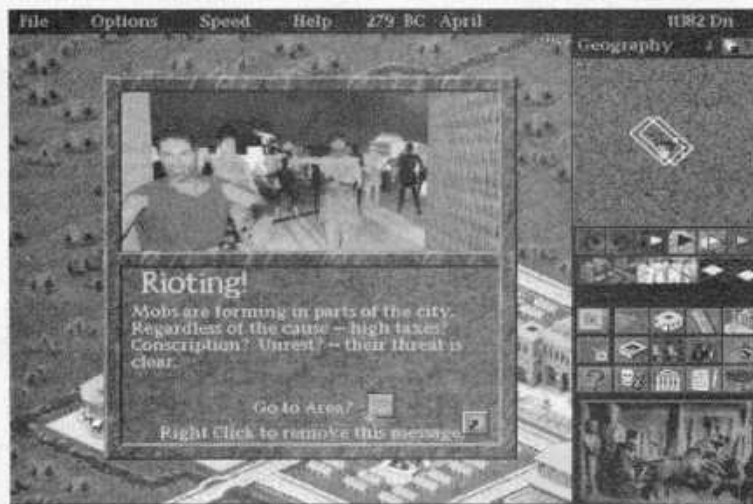 File Options Speed Help 279 BC April 11382 Dn
Geography 2
Rioting!
Mobs are forming in parts of the city.
Regardless of the cause – high taxes?
Conscription? Unrest? – their threat is
clear.
Go to Area?
Right Click to remove this message.
?
?